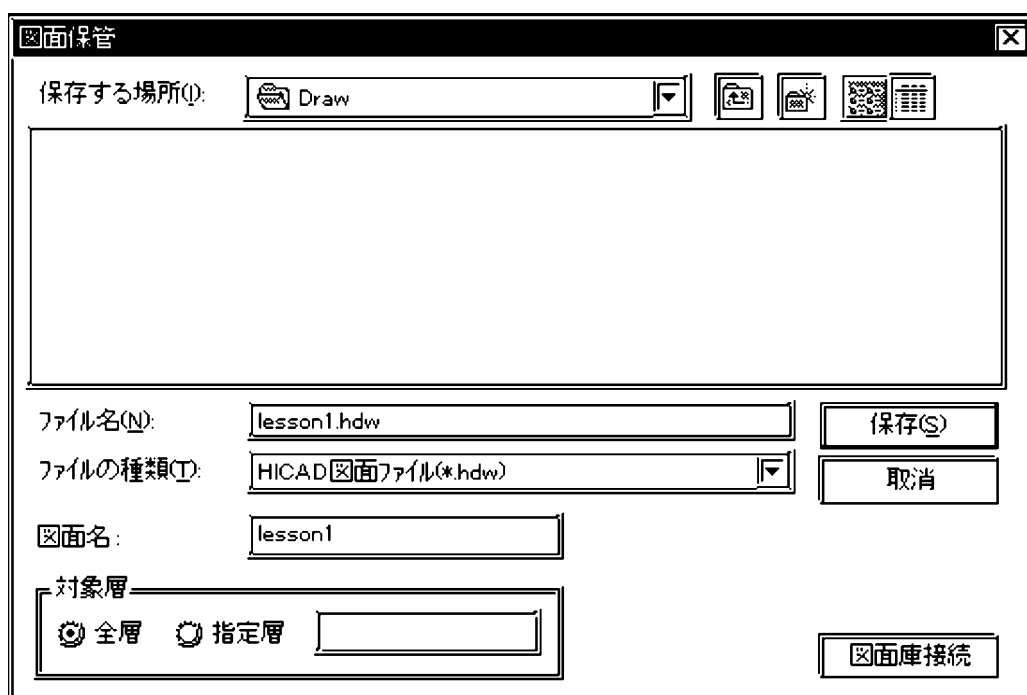 図面保管
保存する場所(I):
Draw
ファイル名(N):
lesson1.hdw
保存(S)
ファイルの種類(T):
HICAD図面ファイル(*.hdw)
取消
図面名:
lesson1
対象層
全層
指定層
図面庫接続